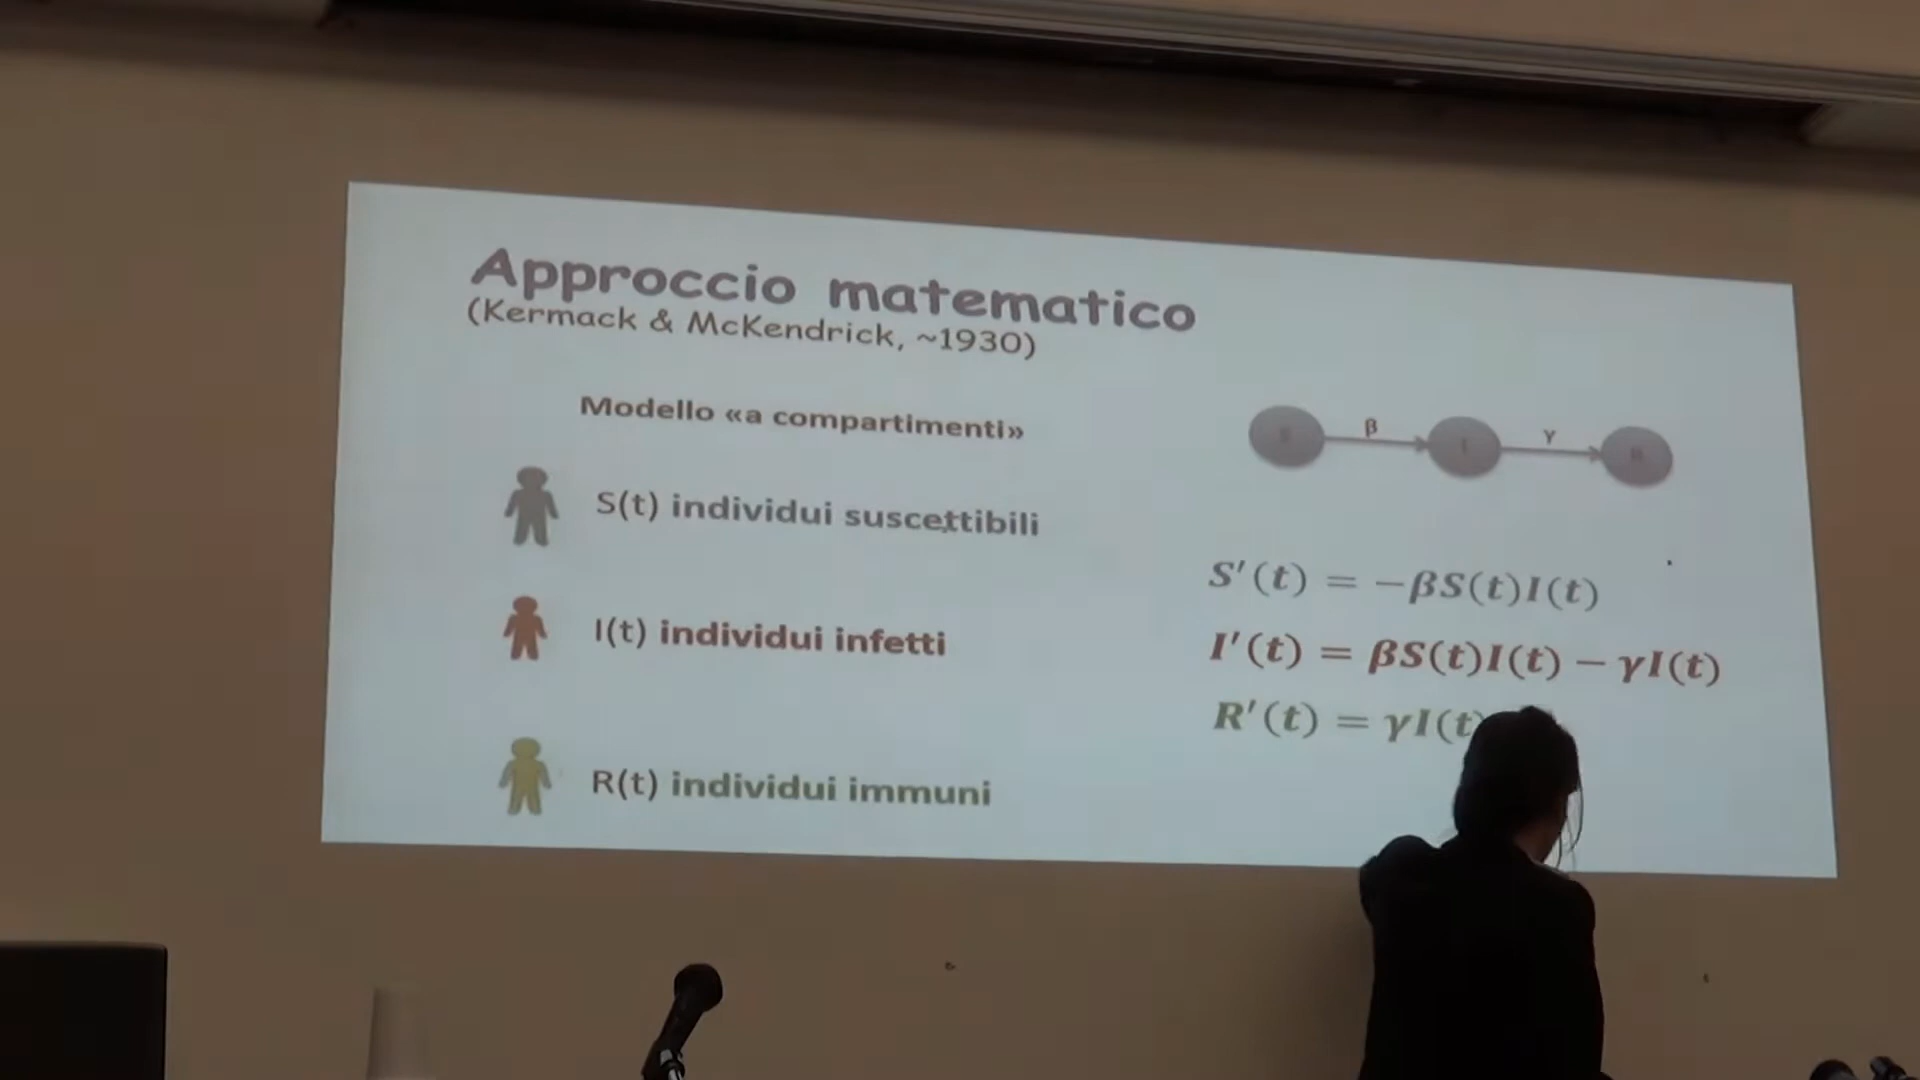 Approccio matematico
(Kermack & McKendrick, ~1930)
Modello «a compartimenti»
S(t) individui suscettibili
I(t) individui infetti
R(t) individui immuni
S β I γ R
S′(t) = −βS(t)I(t)
I′(t) = βS(t)I(t) − γI(t)
R′(t) = γI(t)